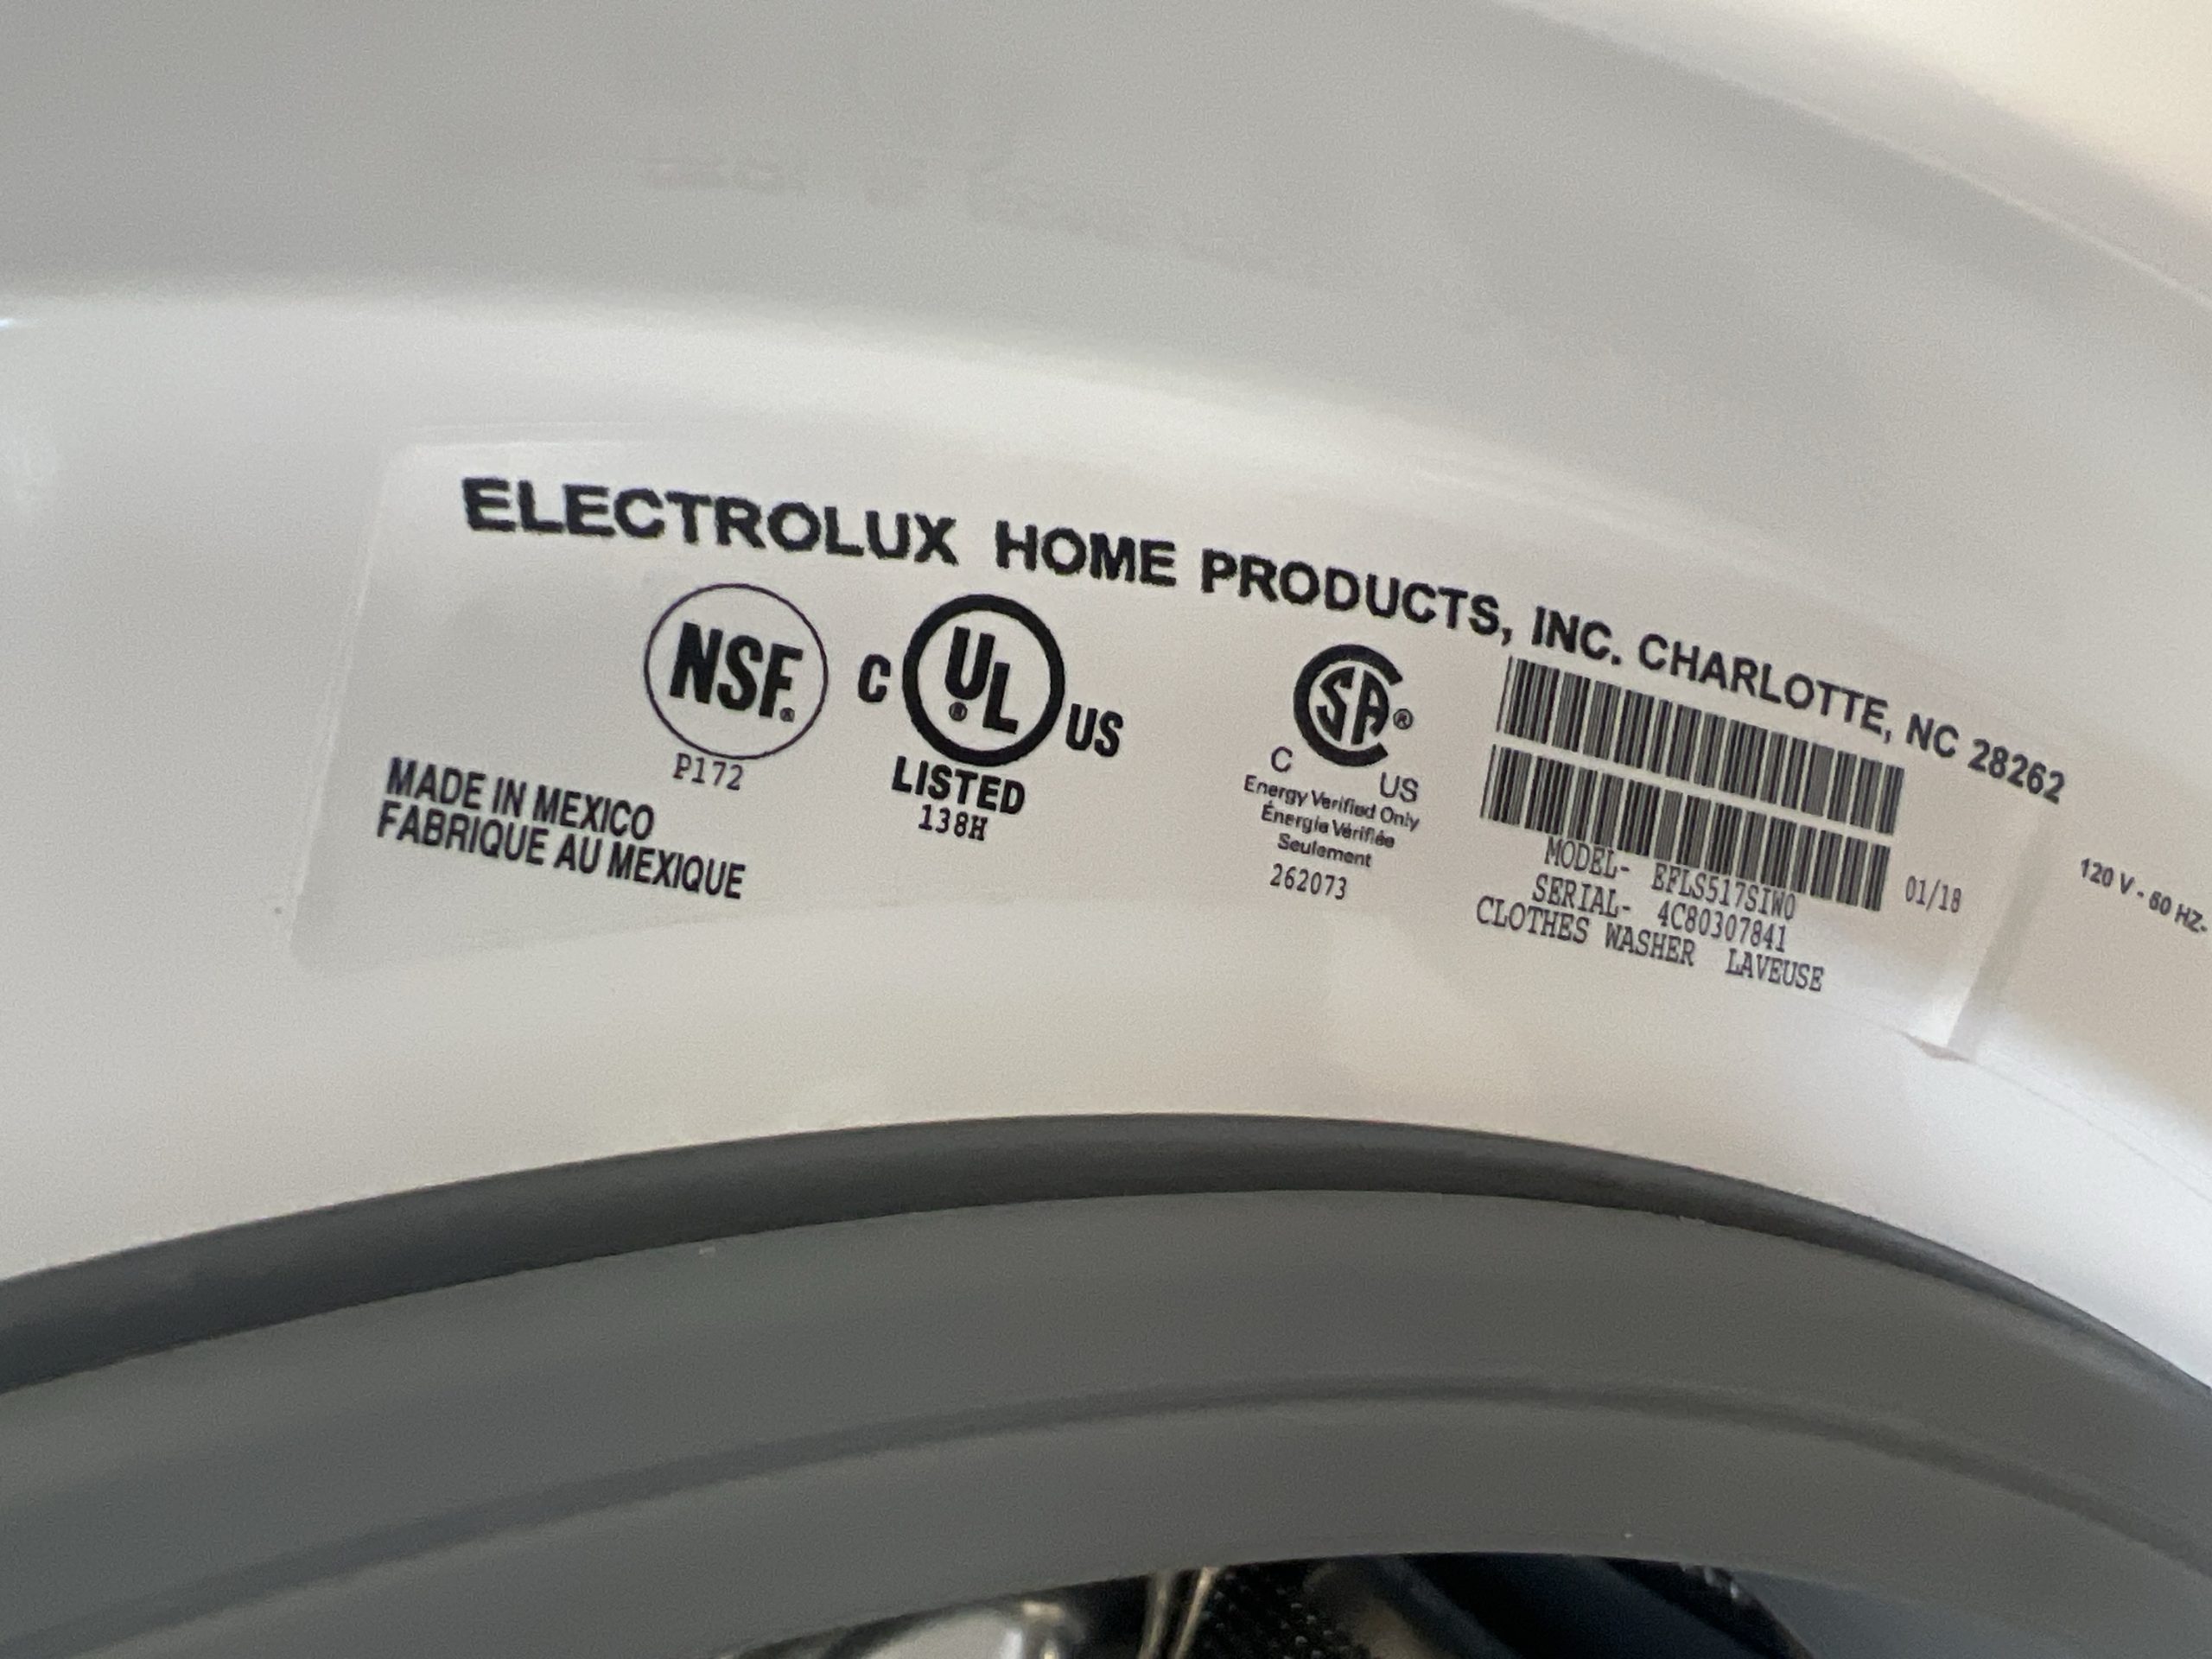 ELECTROLUX HOME PRODUCTS, INC. CHARLOTTE, NC 28262
NSF®
P172
C UL® US
LISTED
138H
MADE IN MEXICO
FABRIQUE AU MEXIQUE
CSA®
C US
Energy Verified Only
Énergie Vérifiée
Seulement
262073
MODEL- EFLS517SIW0
SERIAL- 4C80307841
CLOTHES WASHER LAVEUSE
01/18
120 V - 60 HZ-